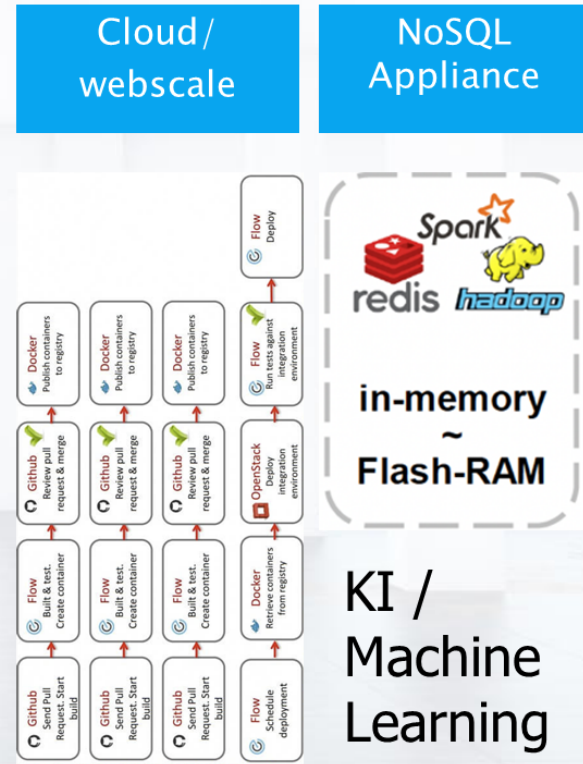 Cloud/
webscale
NoSQL
Appliance
Flow
Deploy
Docker
Publish containers
to registry
Docker
Publish containers
to registry
Docker
Publish containers
to registry
Flow
Run tests against
integration
environment
Github
Review pull
request & merge
Github
Review pull
request & merge
Github
Review pull
request & merge
OpenStack
Deploy
integration
environment
Flow
Built & test.
Create container
Flow
Built & test.
Create container
Flow
Built & test.
Create container
Docker
Retrieve containers
from registry
Github
Send Pull
Request. Start
build
Github
Send Pull
Request. Start
build
Github
Send Pull
Request. Start
build
Flow
Schedule
deployment
Spark
redis
hadoop
in-memory
~
Flash-RAM
KI /
Machine
Learning